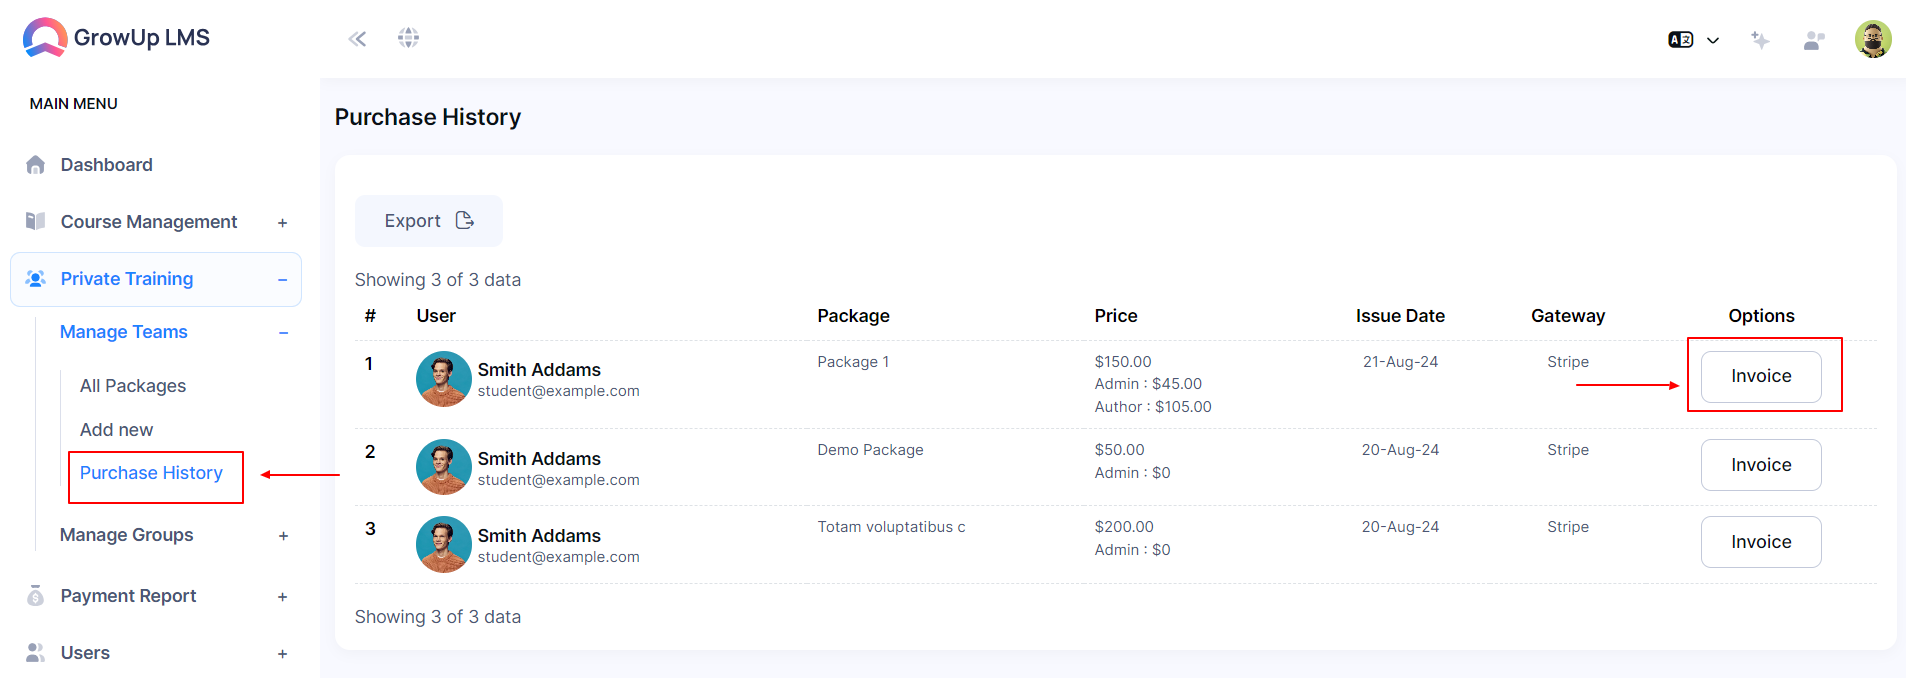 GrowUp LMS
MAIN MENU
Dashboard
Course Management +
Private Training –
Manage Teams –
All Packages
Add new
Purchase History
Manage Groups +
Payment Report +
Users +
Purchase History
Export
Showing 3 of 3 data
# User Package Price Issue Date Gateway Options
1 Smith Addams Package 1 $150.00 21-Aug-24 Stripe Invoice
student@example.com Admin : $45.00
Author : $105.00
2 Smith Addams Demo Package $50.00 20-Aug-24 Stripe Invoice
student@example.com Admin : $0
3 Smith Addams Totam voluptatibus c $200.00 20-Aug-24 Stripe Invoice
student@example.com Admin : $0
Showing 3 of 3 data